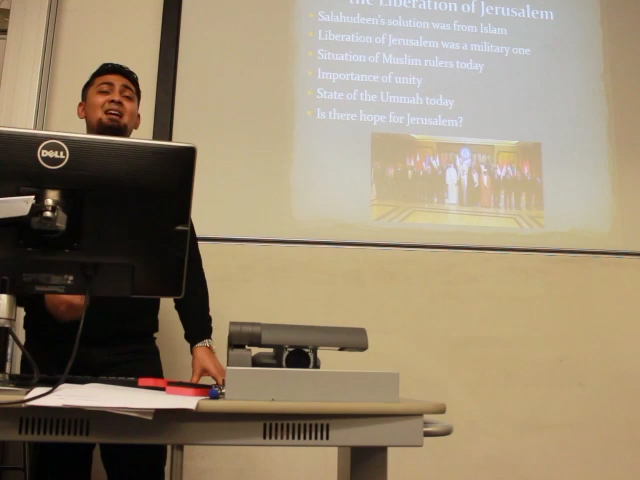 the Liberation of Jerusalem
Salahudeen's solution was from Islam
Liberation of Jerusalem was a military one
Situation of Muslim rulers today
Importance of unity
State of the Ummah today
Is there hope for Jerusalem?
DELL